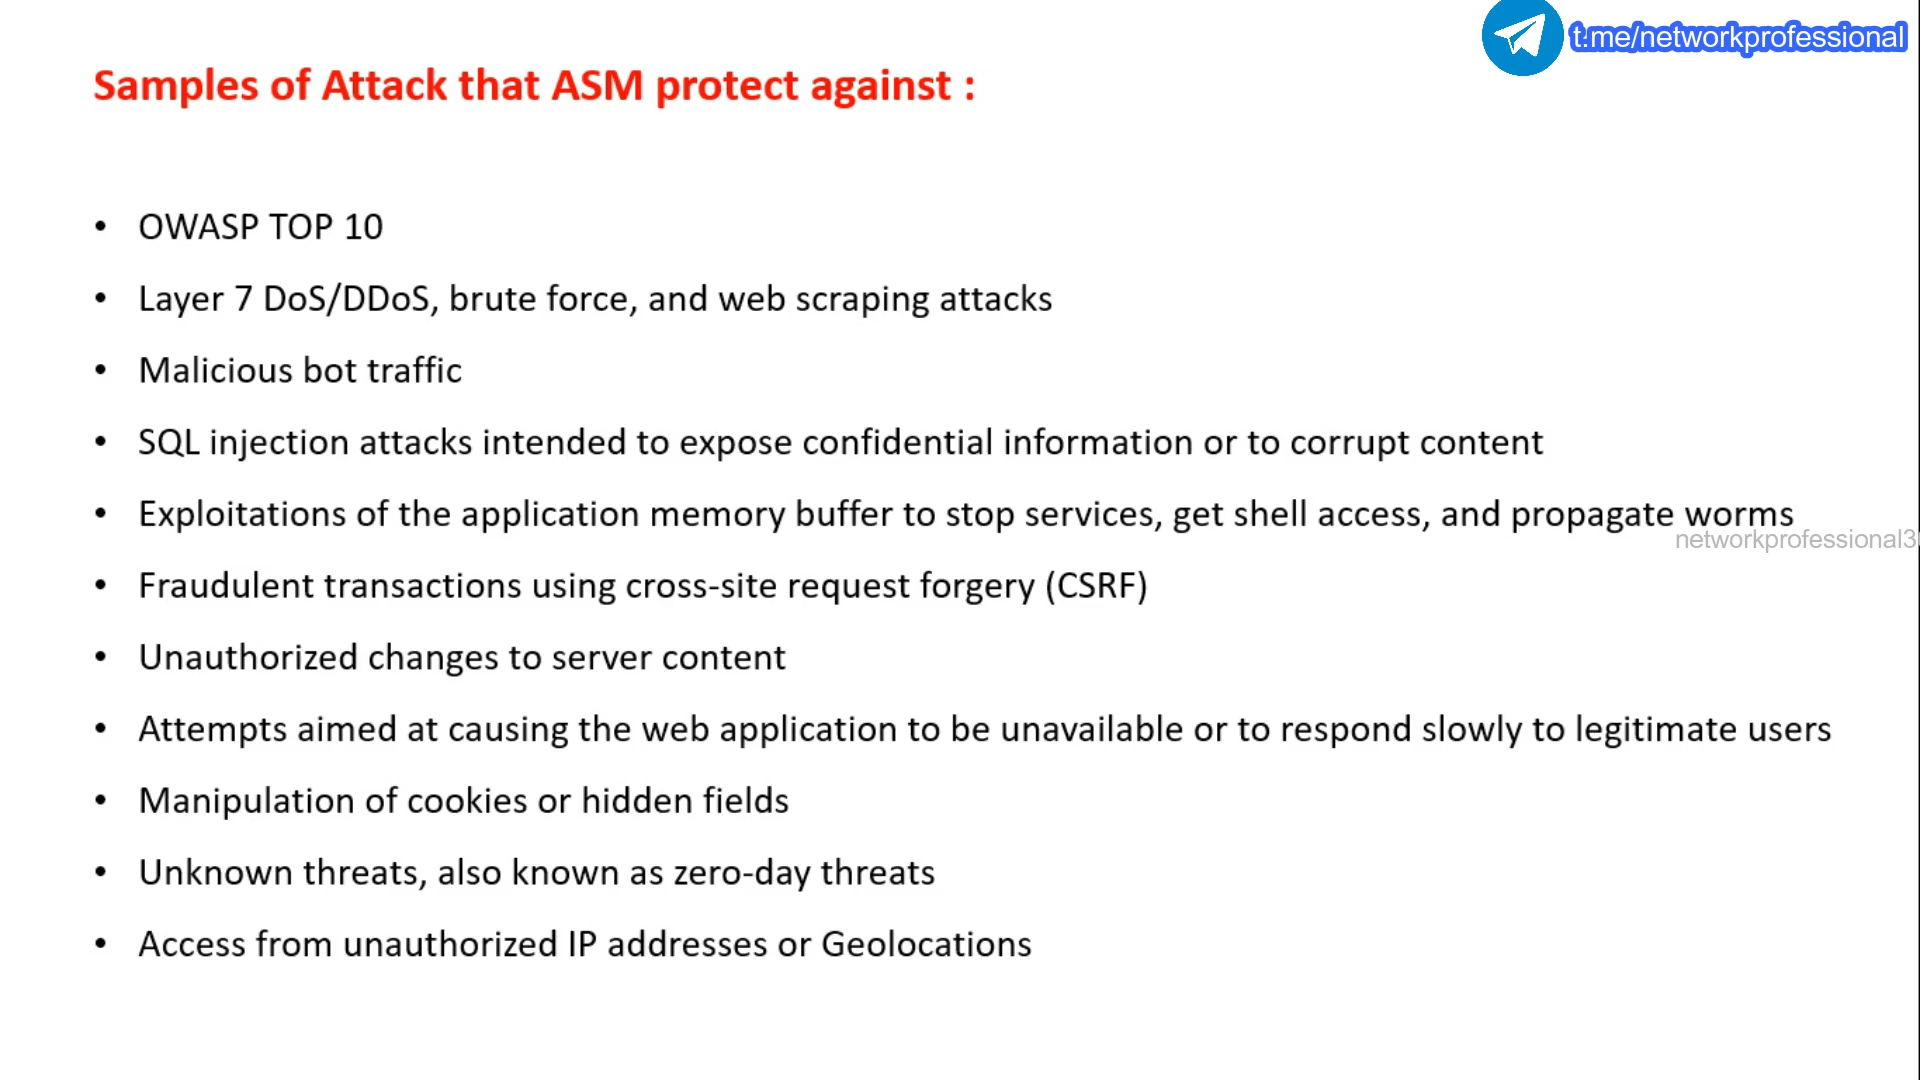 t.me/networkprofessional
Samples of Attack that ASM protect against :
• OWASP TOP 10
• Layer 7 DoS/DDoS, brute force, and web scraping attacks
• Malicious bot traffic
• SQL injection attacks intended to expose confidential information or to corrupt content
• Exploitations of the application memory buffer to stop services, get shell access, and propagate worms
networkprofessional3
• Fraudulent transactions using cross-site request forgery (CSRF)
• Unauthorized changes to server content
• Attempts aimed at causing the web application to be unavailable or to respond slowly to legitimate users
• Manipulation of cookies or hidden fields
• Unknown threats, also known as zero-day threats
• Access from unauthorized IP addresses or Geolocations